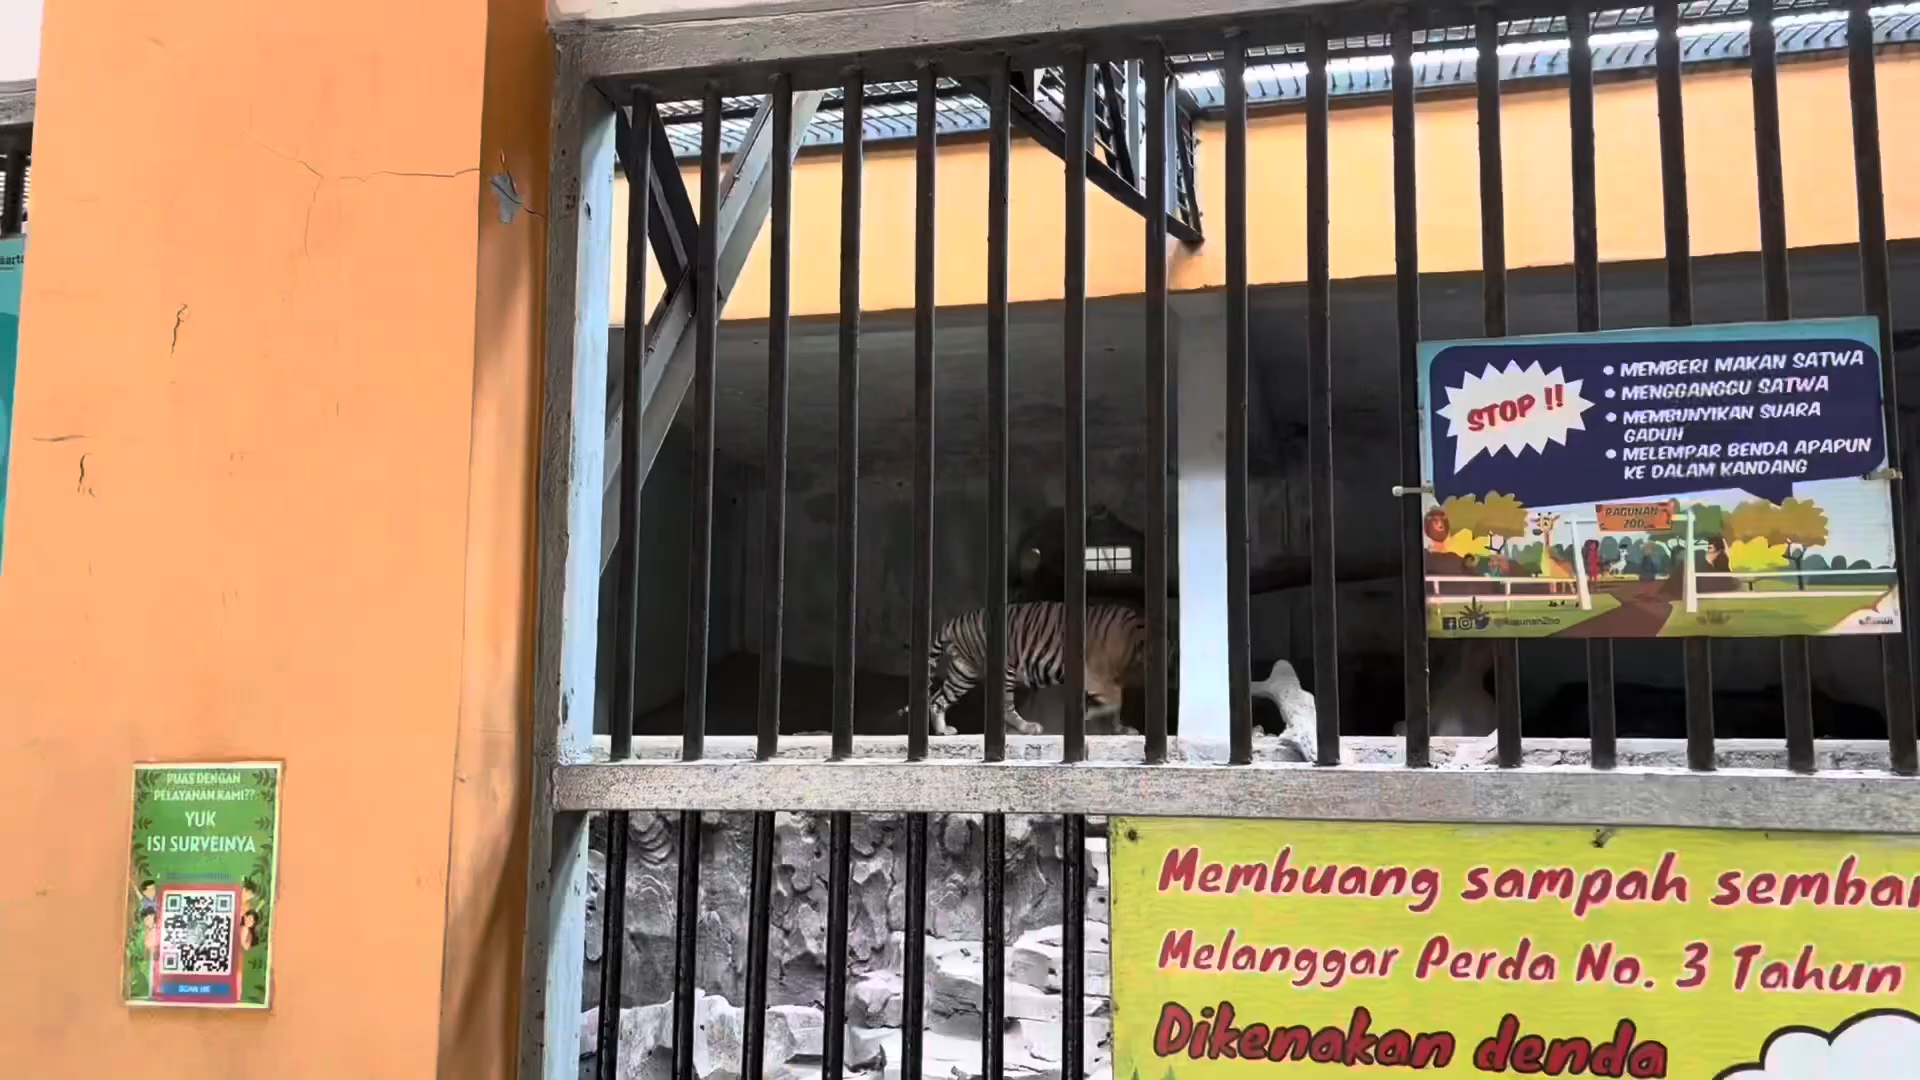 PUAS DENGAN
PELAYANAN KAMI??
YUK
ISI SURVEINYA
SCAN ME
STOP !!
• MEMBERI MAKAN SATWA
• MENGGANGGU SATWA
• MEMBUNYIKAN SUARA
GADUH
• MELEMPAR BENDA APAPUN
KE DALAM KANDANG
RAGUNAN
ZOO
@RagunanZoo
Membuang sampah
Melanggar Perda No. 3 Tahun
Dikenakan denda